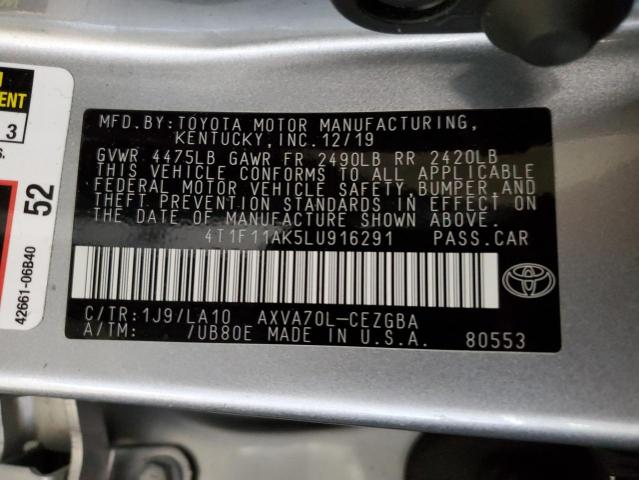 MFD.BY:TOYOTA MOTOR MANUFACTURING,
KENTUCKY,INC.12/19
GVWR 4475LB GAWR FR 2490LB RR 2420LB
THIS VEHICLE CONFORMS TO ALL APPLICABLE
FEDERAL MOTOR VEHICLE SAFETY,BUMPER,AND
THEFT PREVENTION STANDARDS IN EFFECT ON
THE DATE OF MANUFACTURE SHOWN ABOVE.
4T1F11AK5LU916291 PASS.CAR
C/TR:1J9/LA10 AXVA70L-CEZGBA
A/TM: /UB80E MADE IN U.S.A. 80553
3
52
42661-06B40